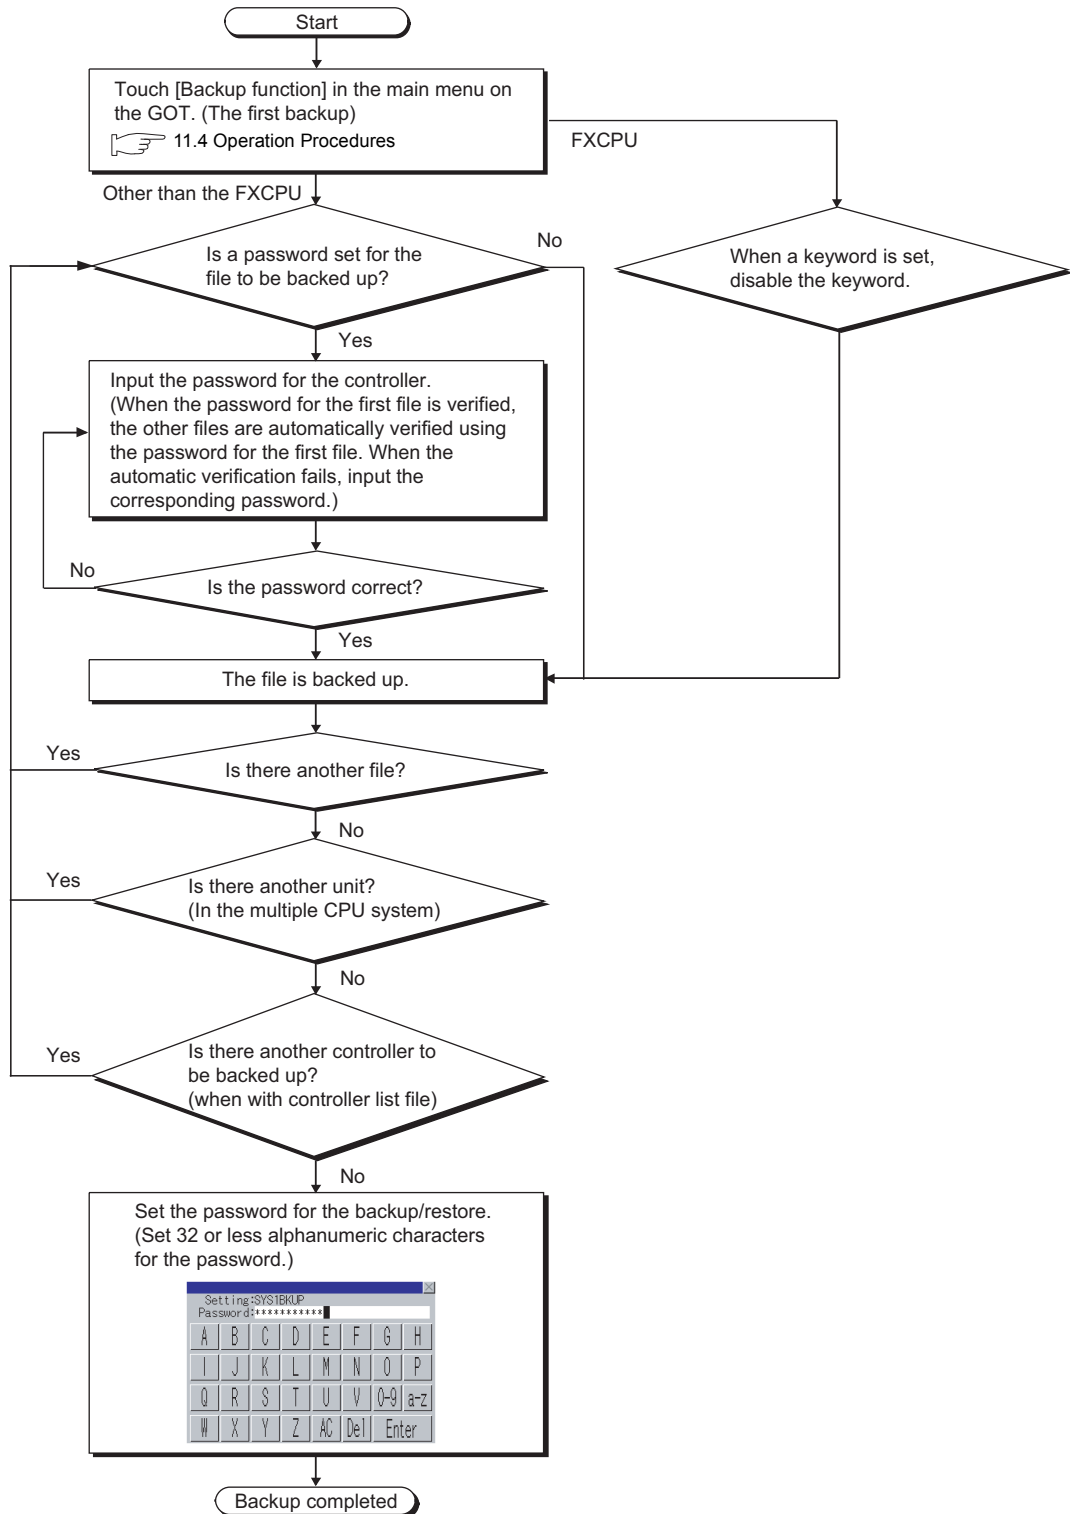 Start
Touch [Backup function] in the main menu on
the GOT. (The first backup)
11.4 Operation Procedures
FXCPU
Other than the FXCPU
Is a password set for the
file to be backed up?
No
When a keyword is set,
disable the keyword.
Yes
Input the password for the controller.
(When the password for the first file is verified,
the other files are automatically verified using
the password for the first file. When the
automatic verification fails, input the
corresponding password.)
No
Is the password correct?
Yes
The file is backed up.
Yes
Is there another file?
No
Yes
Is there another unit?
(In the multiple CPU system)
No
Yes
Is there another controller to
be backed up?
(when with controller list file)
No
Set the password for the backup/restore.
(Set 32 or less alphanumeric characters
for the password.)
Setting:SYS1BKUP
Password:***********
A B C D E F G H
I J K L M N O P
Q R S T U V 0-9 a-z
W X Y Z AC Del Enter
Backup completed